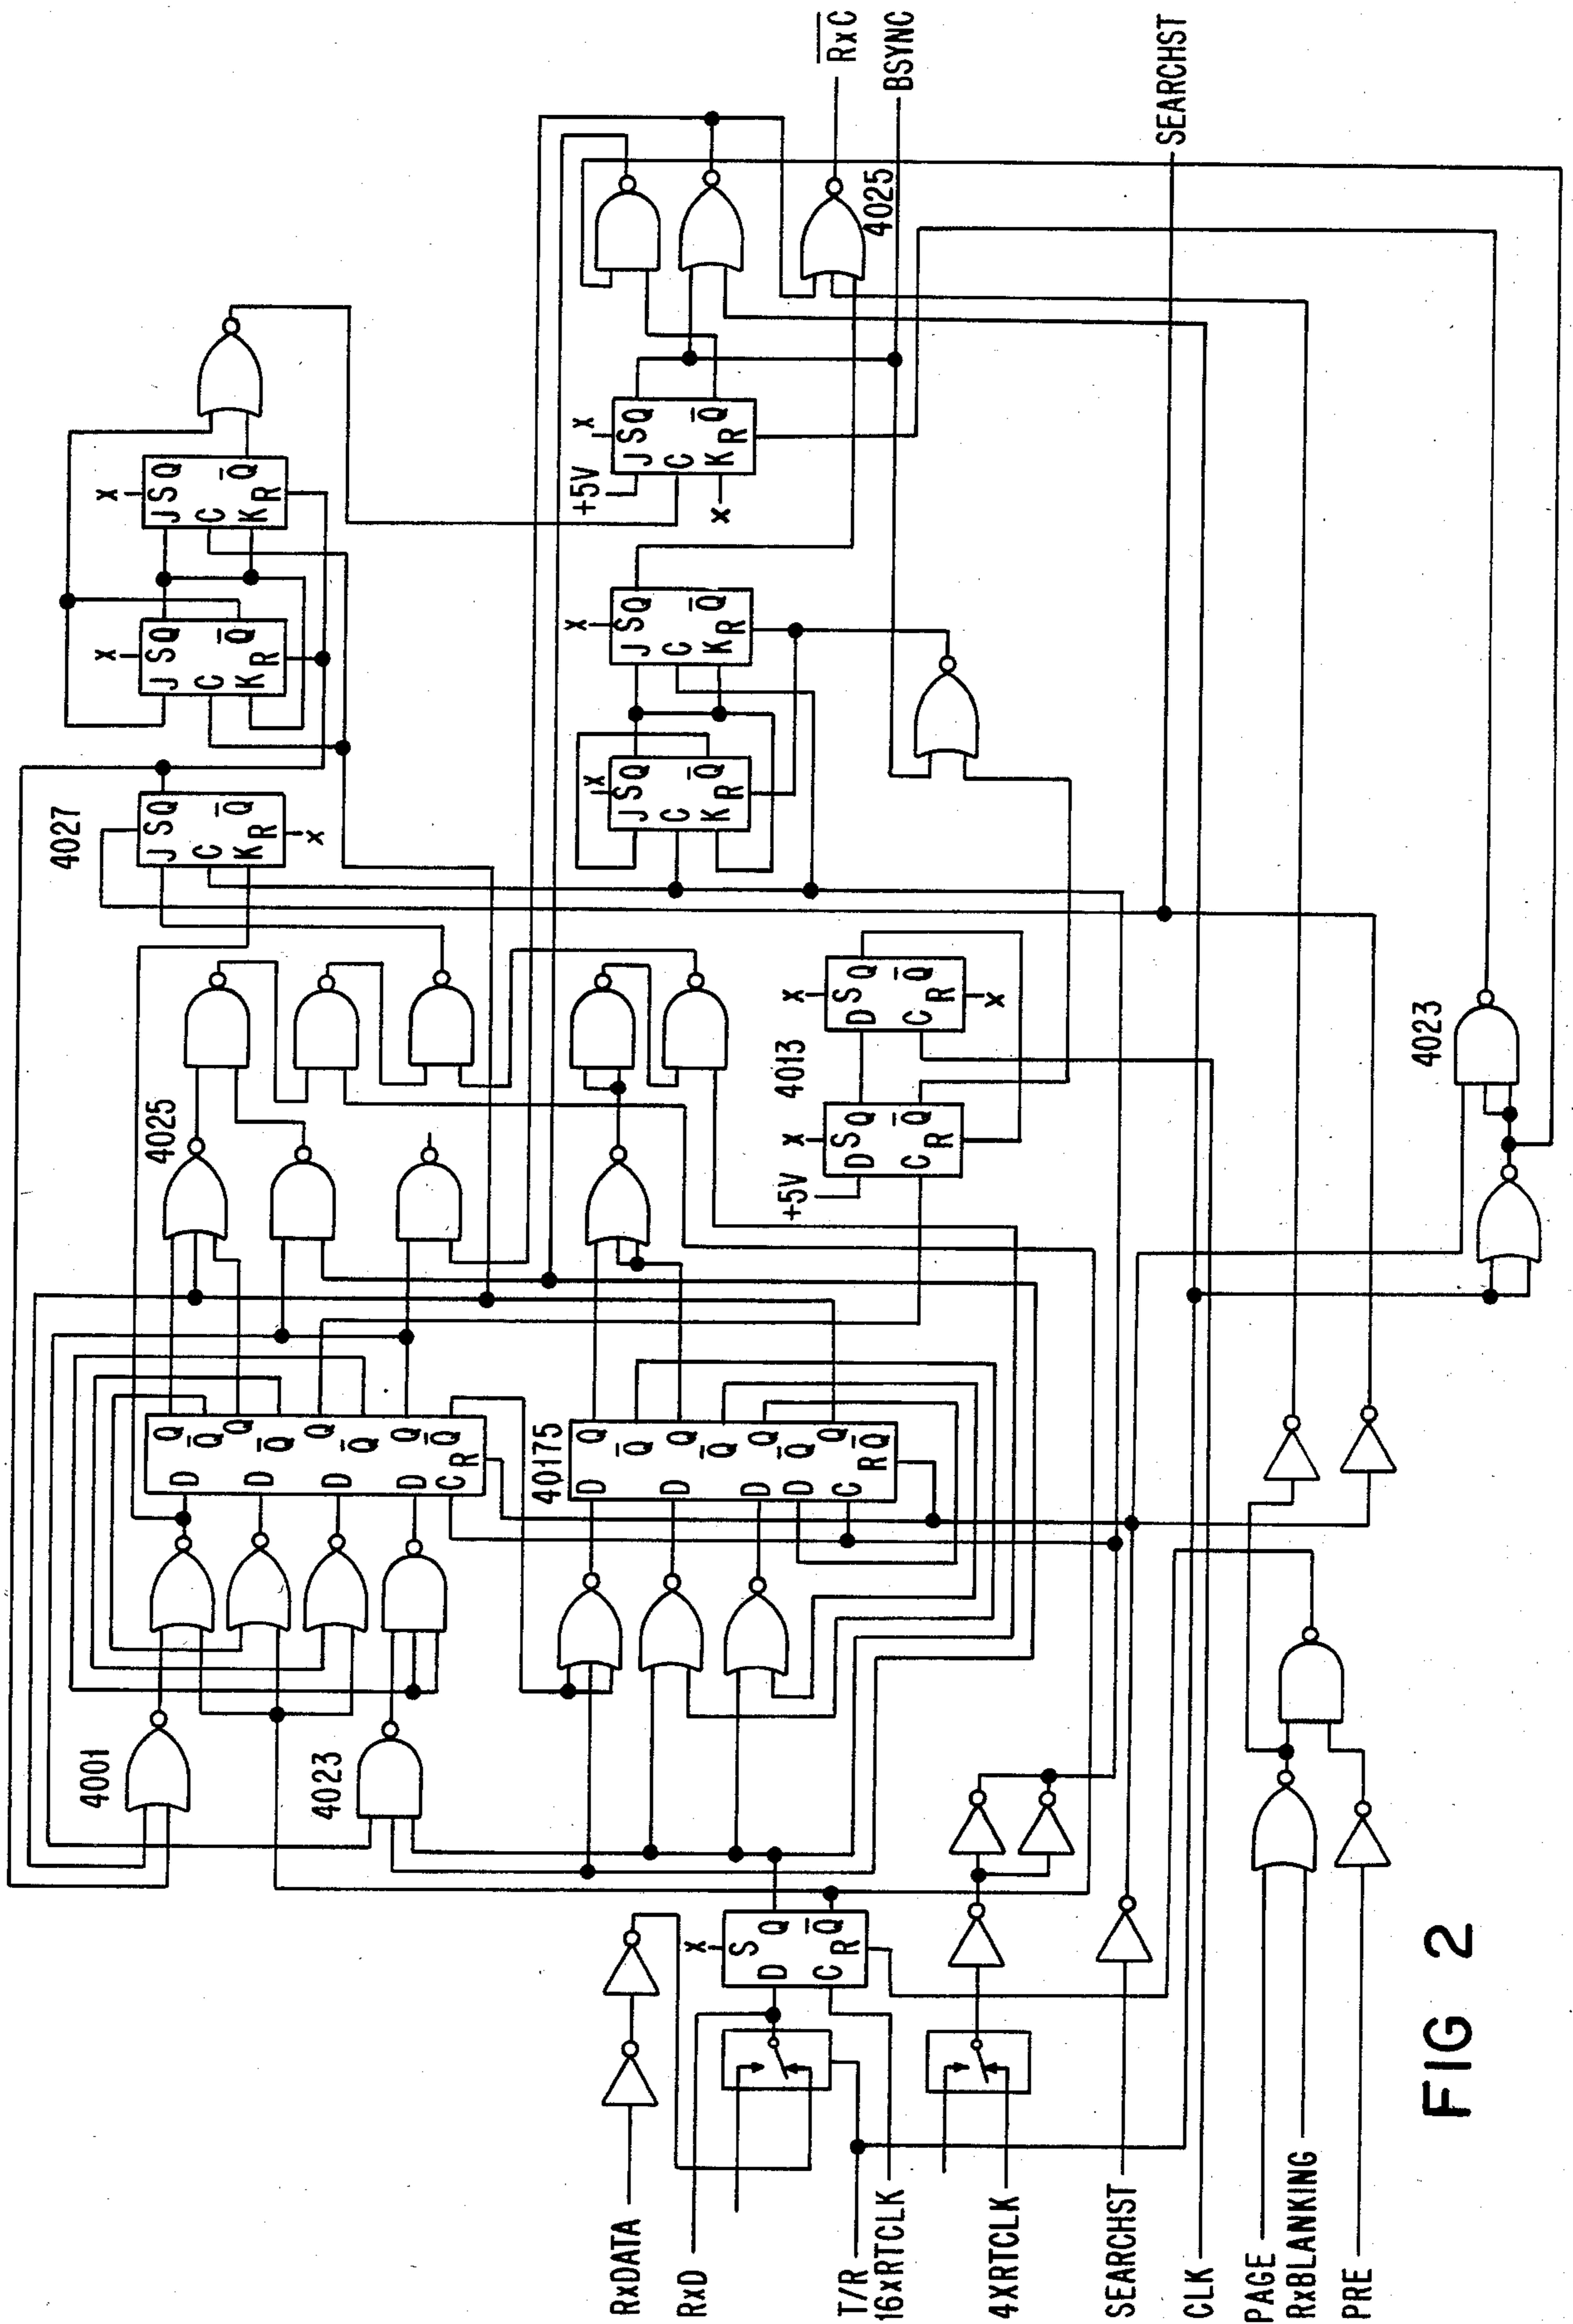 4027
J S Q
C Q̅
K R
x
x
J S Q
C Q̅
K R
x
J S Q
C Q̅
K R
4001
4023
D Q
Q̅
D Q
Q̅
D Q
Q̅
D Q
C Q̅
R
4025
RxDATA
RxD
T/R
16xRTCLK
4XRTCLK
SEARCHST
CLK
PAGE
RxBLANKING
PRE
x
S
D Q
C Q̅
R
40175
D Q
Q̅
D Q
Q̅
D Q
D Q̅
Q
C
R Q̅
+5V
x
D S Q
C Q̅
R
4013
x
D S Q
C Q̅
R
x
x
J S Q
C Q̅
K R
x
J S Q
C Q̅
K R
+5V
x
J S Q
C Q̅
K R
x
4025
R̅x̅C̅
BSYNC
SEARCHST
4023
FIG 2